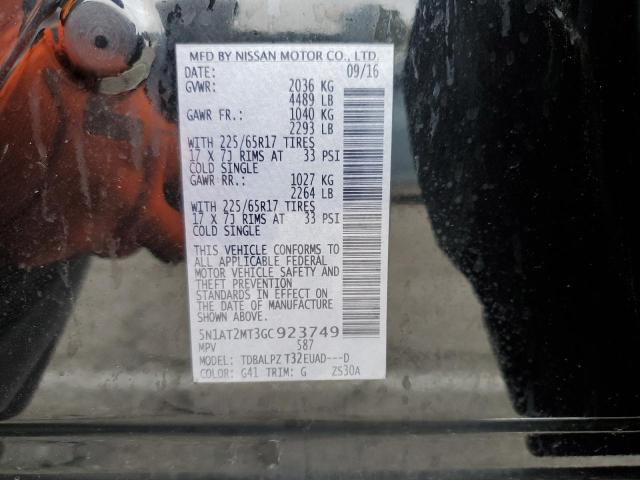 MFD BY NISSAN MOTOR CO., LTD.
DATE: 09/16
GVWR: 2036 KG
4489 LB
GAWR FR.: 1040 KG
2293 LB
WITH 225/65R17 TIRES
17 X 7J RIMS AT 33 PSI
COLD SINGLE
GAWR RR.: 1027 KG
2264 LB
WITH 225/65R17 TIRES
17 X 7J RIMS AT 33 PSI
COLD SINGLE
THIS VEHICLE CONFORMS TO
ALL APPLICABLE FEDERAL
MOTOR VEHICLE SAFETY AND
THEFT PREVENTION
STANDARDS IN EFFECT ON
THE DATE OF MANUFACTURE
SHOWN ABOVE.
5N1AT2MT3GC923749
MPV 587
MODEL: TDBALPZ T32EUAD---D
COLOR: G41 TRIM: G ZS30A